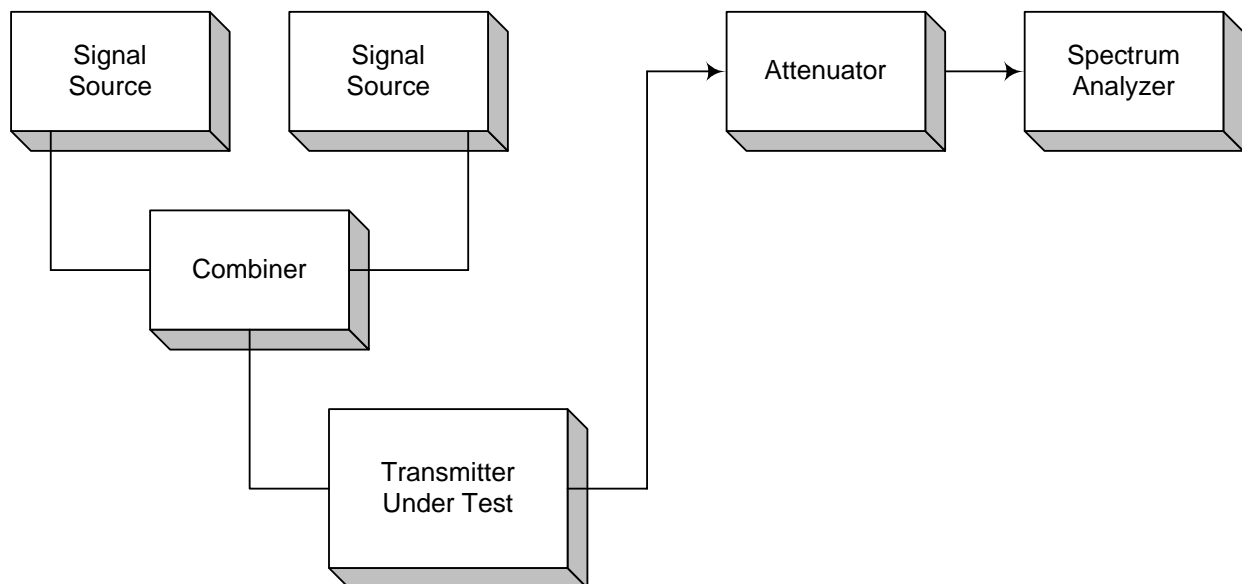 Signal
Source
Signal
Source
Attenuator
Spectrum
Analyzer
Combiner
Transmitter
Under Test